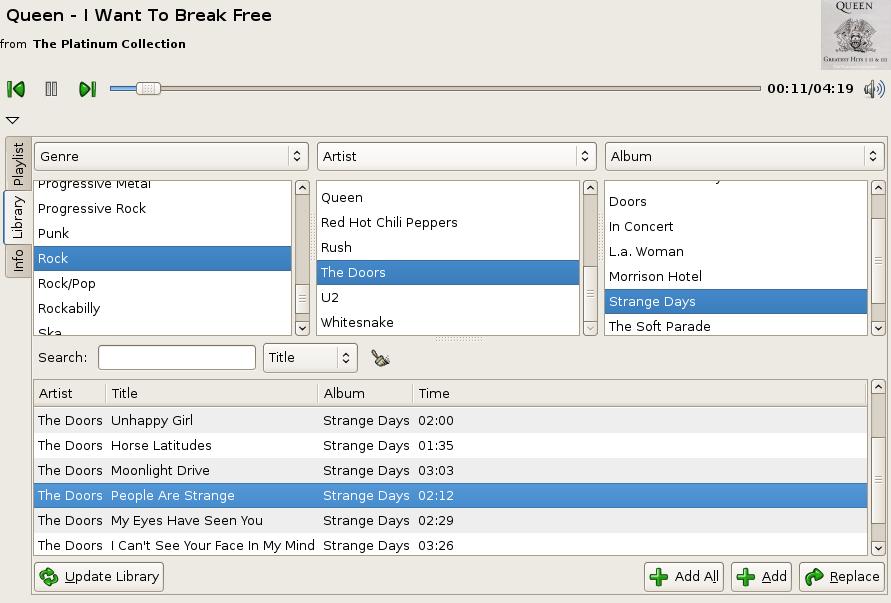 Queen - I Want To Break Free
from The Platinum Collection
QUEEN
GREATEST HITS I II & III
00:11/04:19
Playlist
Library
Info
Genre
Artist
Album
Progressive Metal
Progressive Rock
Punk
Rock
Rock/Pop
Rockabilly
Ska
Queen
Red Hot Chili Peppers
Rush
The Doors
U2
Whitesnake
Doors
In Concert
L.a. Woman
Morrison Hotel
Strange Days
The Soft Parade
Search:
Title
Artist Title Album Time
The Doors Unhappy Girl Strange Days 02:00
The Doors Horse Latitudes Strange Days 01:35
The Doors Moonlight Drive Strange Days 03:03
The Doors People Are Strange Strange Days 02:12
The Doors My Eyes Have Seen You Strange Days 02:29
The Doors I Can't See Your Face In My Mind Strange Days 03:26
Update Library
Add All
Add
Replace